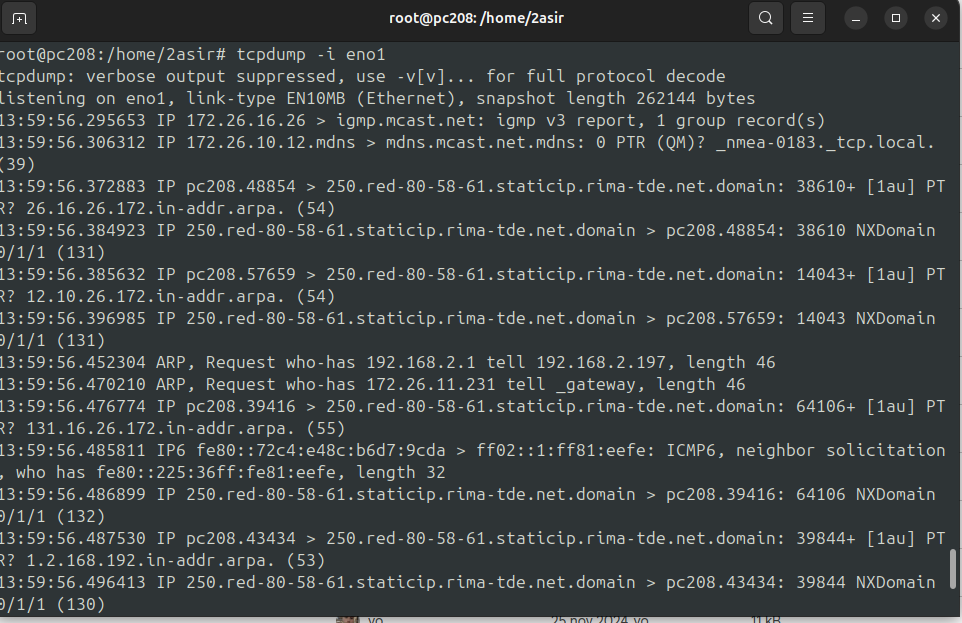 root@pc208: /home/2asir
root@pc208:/home/2asir# tcpdump -i eno1
tcpdump: verbose output suppressed, use -v[v]... for full protocol decode
listening on eno1, link-type EN10MB (Ethernet), snapshot length 262144 bytes
13:59:56.295653 IP 172.26.16.26 > igmp.mcast.net: igmp v3 report, 1 group record(s)
13:59:56.306312 IP 172.26.10.12.mdns > mdns.mcast.net.mdns: 0 PTR (QM)? _nmea-0183._tcp.local.
(39)
13:59:56.372883 IP pc208.48854 > 250.red-80-58-61.staticip.rima-tde.net.domain: 38610+ [1au] PT
R? 26.16.26.172.in-addr.arpa. (54)
13:59:56.384923 IP 250.red-80-58-61.staticip.rima-tde.net.domain > pc208.48854: 38610 NXDomain
0/1/1 (131)
13:59:56.385632 IP pc208.57659 > 250.red-80-58-61.staticip.rima-tde.net.domain: 14043+ [1au] PT
R? 12.10.26.172.in-addr.arpa. (54)
13:59:56.396985 IP 250.red-80-58-61.staticip.rima-tde.net.domain > pc208.57659: 14043 NXDomain
0/1/1 (131)
13:59:56.452304 ARP, Request who-has 192.168.2.1 tell 192.168.2.197, length 46
13:59:56.470210 ARP, Request who-has 172.26.11.231 tell _gateway, length 46
13:59:56.476774 IP pc208.39416 > 250.red-80-58-61.staticip.rima-tde.net.domain: 64106+ [1au] PT
R? 131.16.26.172.in-addr.arpa. (55)
13:59:56.485811 IP6 fe80::72c4:e48c:b6d7:9cda > ff02::1:ff81:eefe: ICMP6, neighbor solicitation
, who has fe80::225:36ff:fe81:eefe, length 32
13:59:56.486899 IP 250.red-80-58-61.staticip.rima-tde.net.domain > pc208.39416: 64106 NXDomain
0/1/1 (132)
13:59:56.487530 IP pc208.43434 > 250.red-80-58-61.staticip.rima-tde.net.domain: 39844+ [1au] PT
R? 1.2.168.192.in-addr.arpa. (53)
13:59:56.496413 IP 250.red-80-58-61.staticip.rima-tde.net.domain > pc208.43434: 39844 NXDomain
0/1/1 (130)
yo 25 nov 2024 yo 11 kB